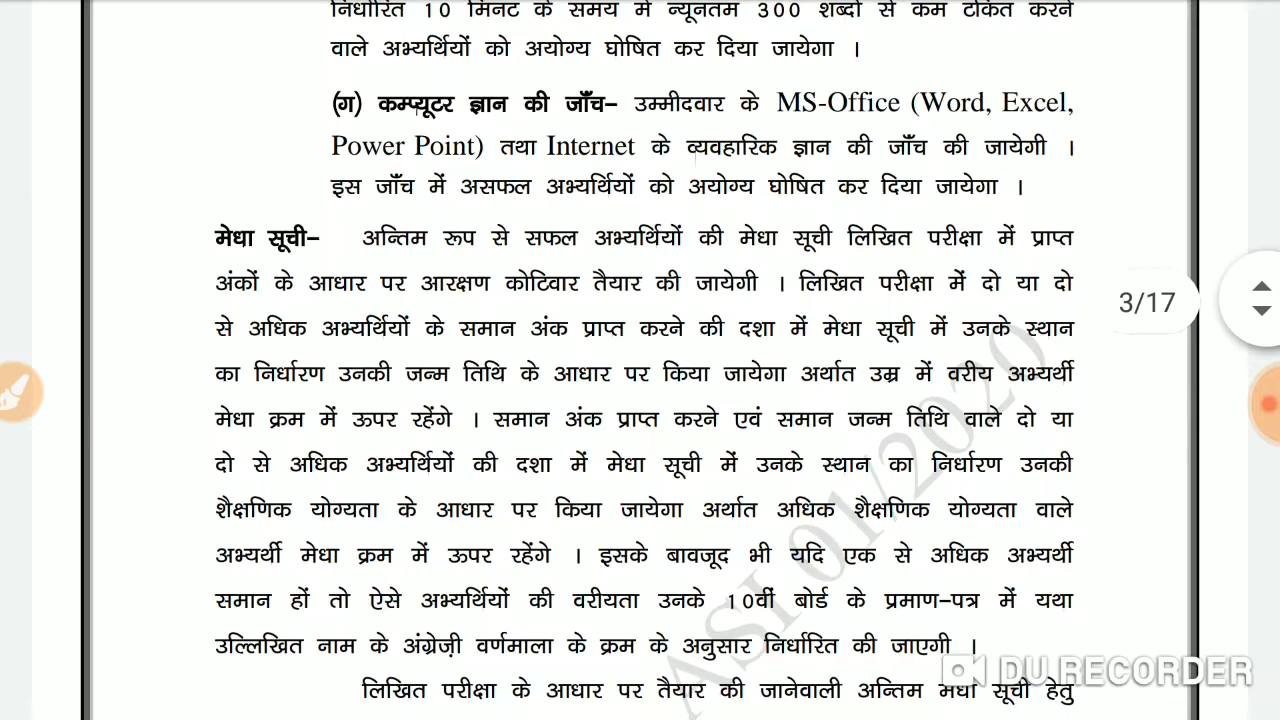 निर्धारित 10 मिनट के समय में न्यूनतम 300 शब्दों से कम टंकित करने
वाले अभ्यर्थियों को अयोग्य घोषित कर दिया जायेगा ।
(ग) कम्प्यूटर ज्ञान की जाँच– उम्मीदवार के MS-Office (Word, Excel,
Power Point) तथा Internet के व्यवहारिक ज्ञान की जाँच की जायेगी ।
इस जाँच में असफल अभ्यर्थियों को अयोग्य घोषित कर दिया जायेगा ।
मेधा सूची– अन्तिम रूप से सफल अभ्यर्थियों की मेधा सूची लिखित परीक्षा में प्राप्त
अंकों के आधार पर आरक्षण कोटिवार तैयार की जायेगी । लिखित परीक्षा में दो या दो
3/17
से अधिक अभ्यर्थियों के समान अंक प्राप्त करने की दशा में मेधा सूची में उनके स्थान
का निर्धारण उनकी जन्म तिथि के आधार पर किया जायेगा अर्थात उम्र में वरीय अभ्यर्थी
मेधा क्रम में ऊपर रहेंगे । समान अंक प्राप्त करने एवं समान जन्म तिथि वाले दो या
दो से अधिक अभ्यर्थियों की दशा में मेधा सूची में उनके स्थान का निर्धारण उनकी
शैक्षणिक योग्यता के आधार पर किया जायेगा अर्थात अधिक शैक्षणिक योग्यता वाले
अभ्यर्थी मेधा क्रम में ऊपर रहेंगे । इसके बावजूद भी यदि एक से अधिक अभ्यर्थी
समान हों तो ऐसे अभ्यर्थियों की वरीयता उनके 10वीं बोर्ड के प्रमाण–पत्र में यथा
उल्लिखित नाम के अंग्रेज़ी वर्णमाला के क्रम के अनुसार निर्धारित की जाएगी ।
लिखित परीक्षा के आधार पर तैयार की जानेवाली अन्तिम मेधा सूची हेतु
ASI 01/2020
DU RECORDER